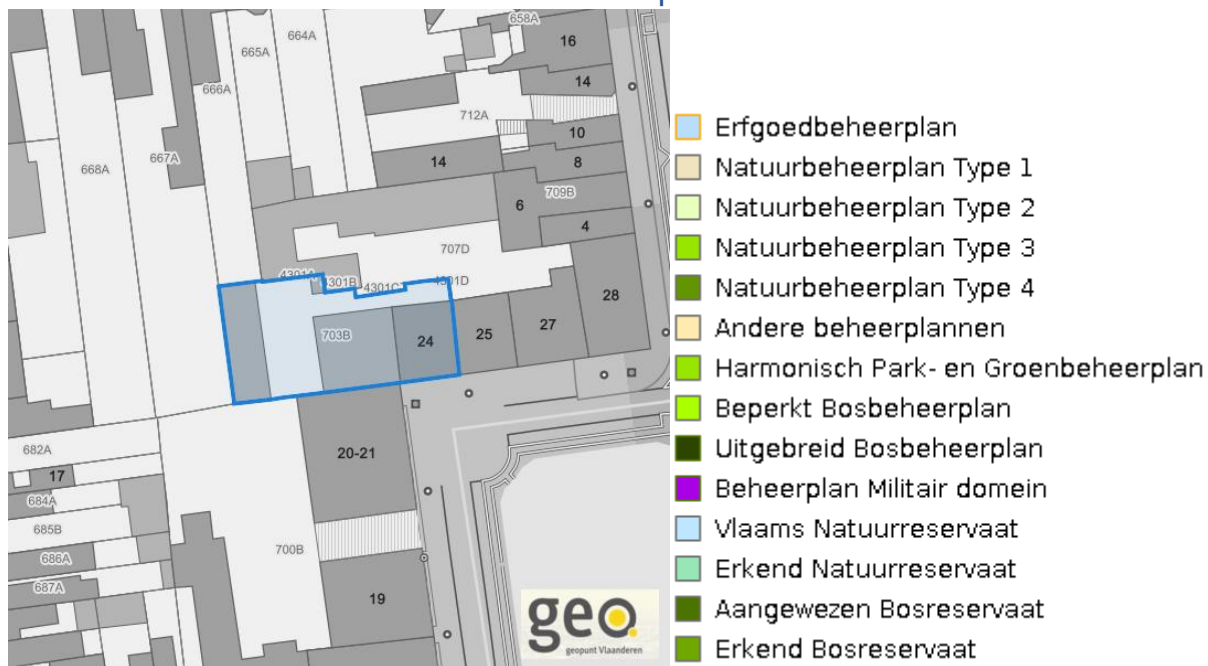 658A
664A
16
665A
14
666A
712A
10
667A
14
8
668A
709B
6
4
707D
4301A
4301B
4301C
4301D
28
703B
24
25
27
682A
20-21
17
684A
685B
700B
686A
687A
19
geo
geopunt Vlaanderen
Erfgoedbeheerplan
Natuurbeheerplan Type 1
Natuurbeheerplan Type 2
Natuurbeheerplan Type 3
Natuurbeheerplan Type 4
Andere beheerplannen
Harmonisch Park- en Groenbeheerplan
Beperkt Bosbeheerplan
Uitgebreid Bosbeheerplan
Beheerplan Militair domein
Vlaams Natuurreservaat
Erkend Natuurreservaat
Aangewezen Bosreservaat
Erkend Bosreservaat